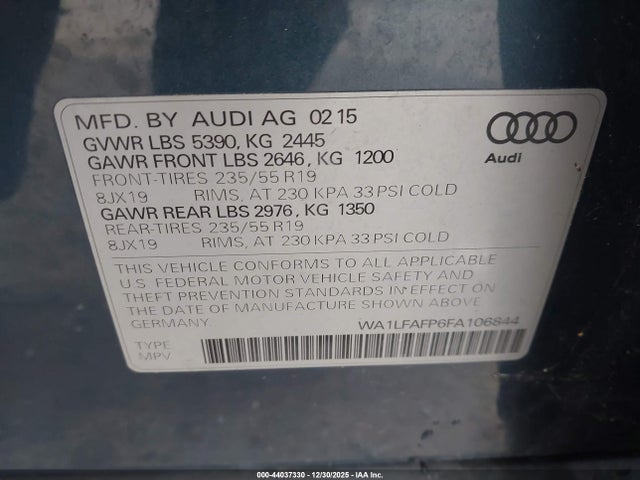 MFD. BY AUDI AG 02 15
GVWR LBS 5390, KG 2445
GAWR FRONT LBS 2646, KG 1200
FRONT-TIRES 235/55 R19
8JX19 RIMS, AT 230 KPA 33 PSI COLD
GAWR REAR LBS 2976, KG 1350
REAR-TIRES 235/55 R19
8JX19 RIMS, AT 230 KPA 33 PSI COLD
Audi
THIS VEHICLE CONFORMS TO ALL APPLICABLE
U.S. FEDERAL MOTOR VEHICLE SAFETY AND
THEFT PREVENTION STANDARDS IN EFFECT
ON THE DATE OF MANUFACTURE SHOWN ABOVE
GERMANY.
WA1LFAFP6FA106844
TYPE
MPV
000-44037330 - 12/30/2025 - IAA Inc.